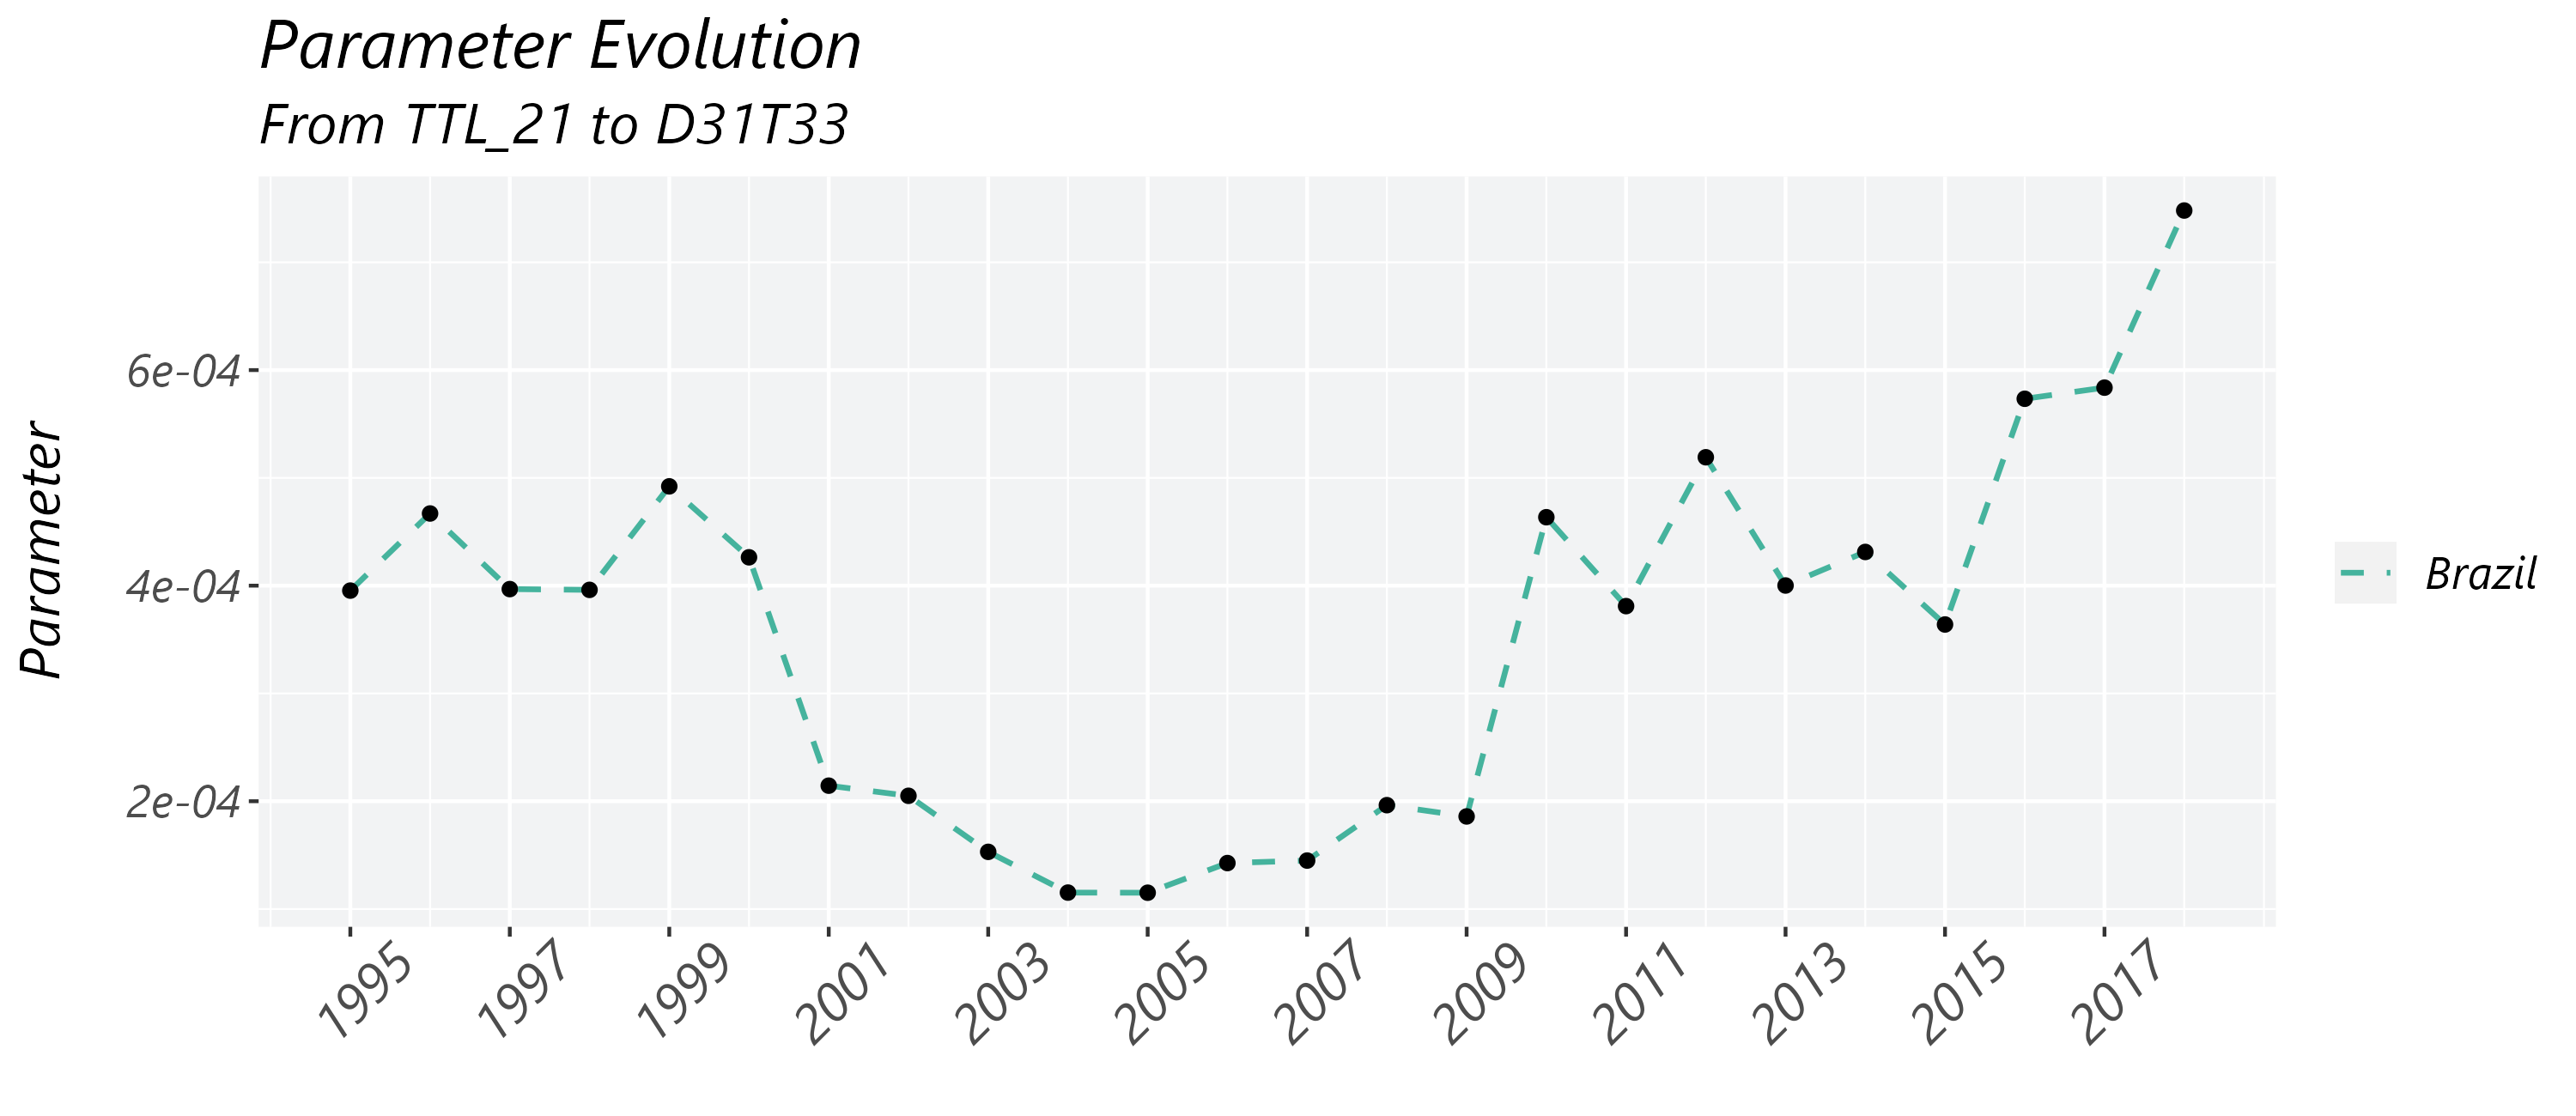 Parameter Evolution
From TTL_21 to D31T33
Parameter
6e-04
4e-04
2e-04
1995
1997
1999
2001
2003
2005
2007
2009
2011
2013
2015
2017
Brazil